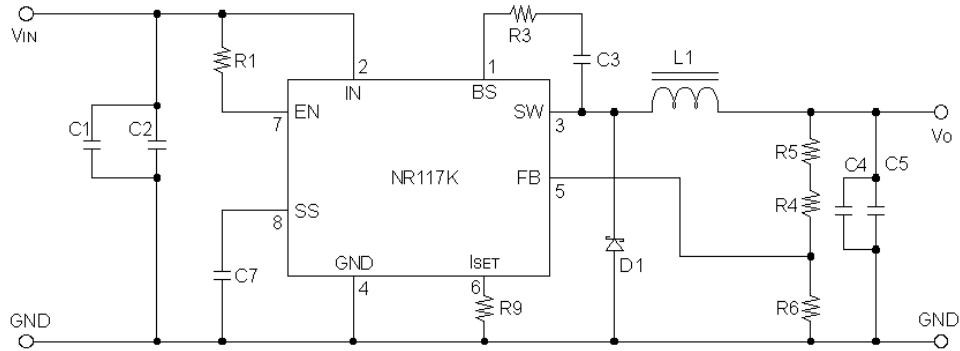 VIN
R1
2
IN
1
BS
R3
C3
L1
EN
7
SW
3
Vo
C1
C2
NR117K
FB
5
R5
C4
C5
R4
SS
8
C7
GND
4
ISET
6
R9
D1
R6
GND
GND